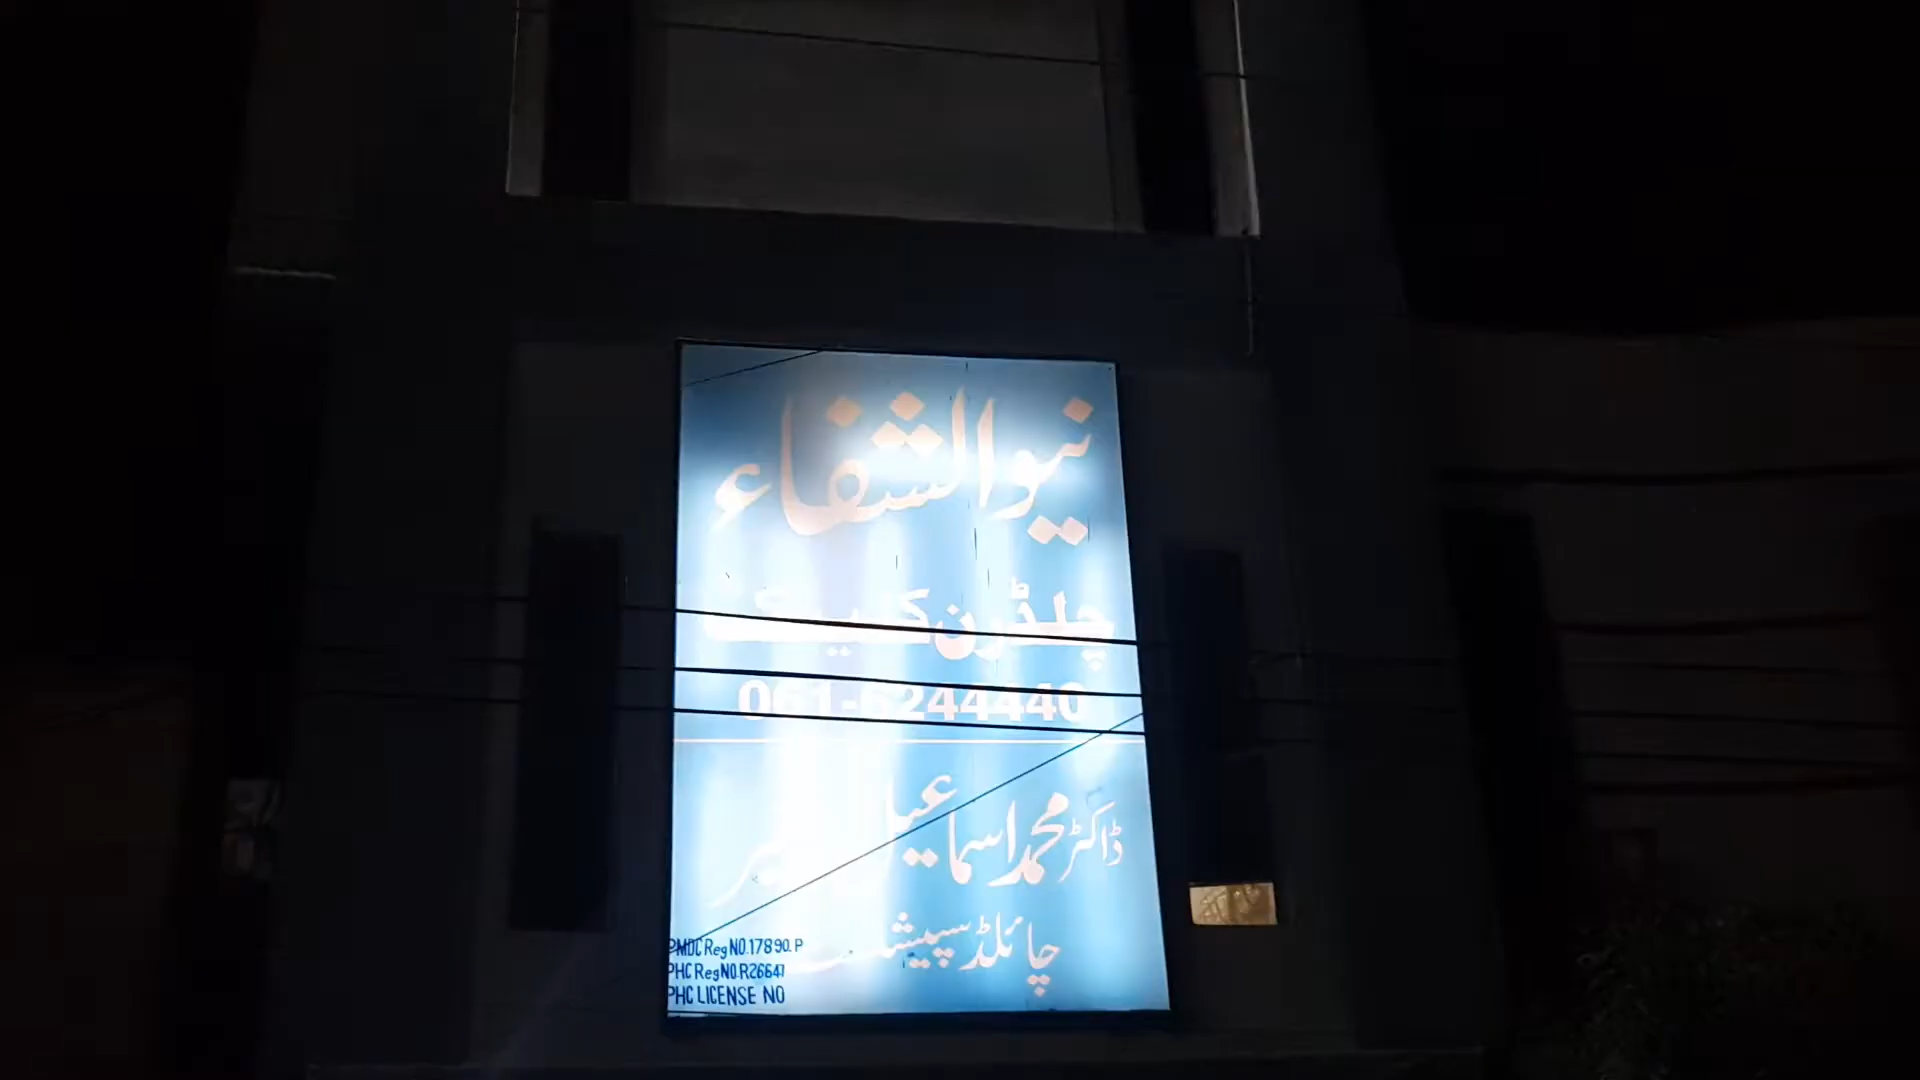 نیو الشفاء
چلڈرن کلینک
061-6244440
ڈاکٹر محمد اسماعیل
چائلڈ سپیشلسٹ
PMDC Reg NO.17890.P
PHC Reg NO.R26647
PHC LICENSE NO